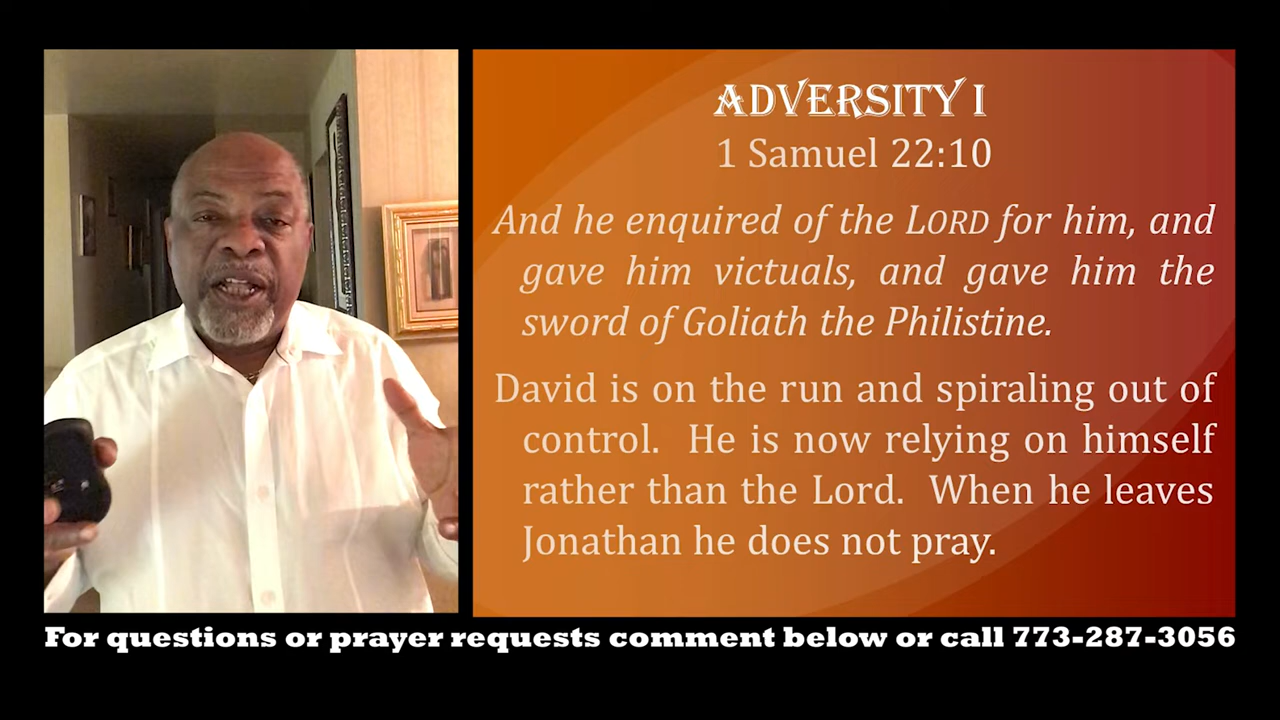 ADVERSITY I
1 Samuel 22:10
And he enquired of the LORD for him, and
gave him victuals, and gave him the
sword of Goliath the Philistine.
David is on the run and spiraling out of
control. He is now relying on himself
rather than the Lord. When he leaves
Jonathan he does not pray.
For questions or prayer requests comment below or call 773-287-3056